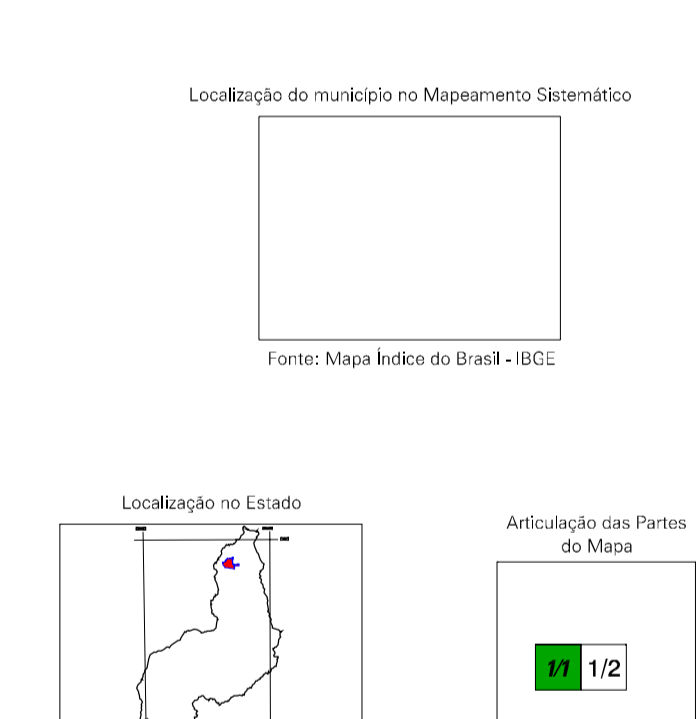 Localização do município no Mapeamento Sistemático
Fonte: Mapa Índice do Brasil - IBGE
Localização no Estado
Articulação das Partes
do Mapa
1/1 1/2